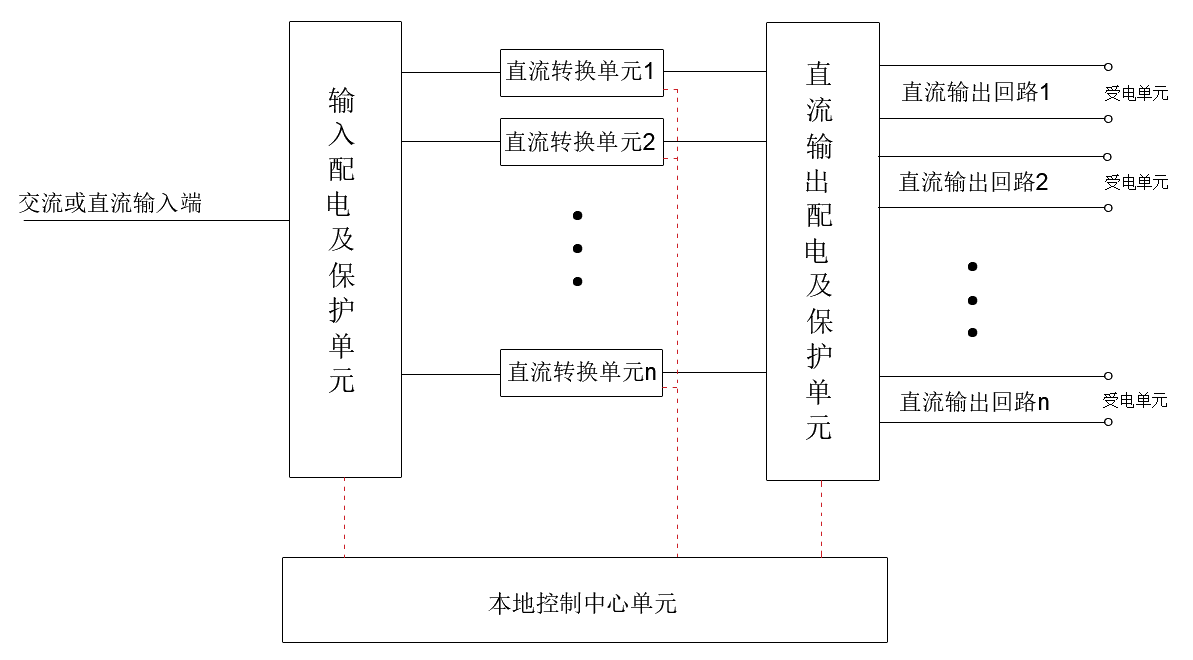 交流或直流输入端
输入配电及保护单元
直流转换单元1
直流转换单元2
直流转换单元n
直流输出配电及保护单元
直流输出回路1
受电单元
直流输出回路2
受电单元
直流输出回路n
受电单元
本地控制中心单元